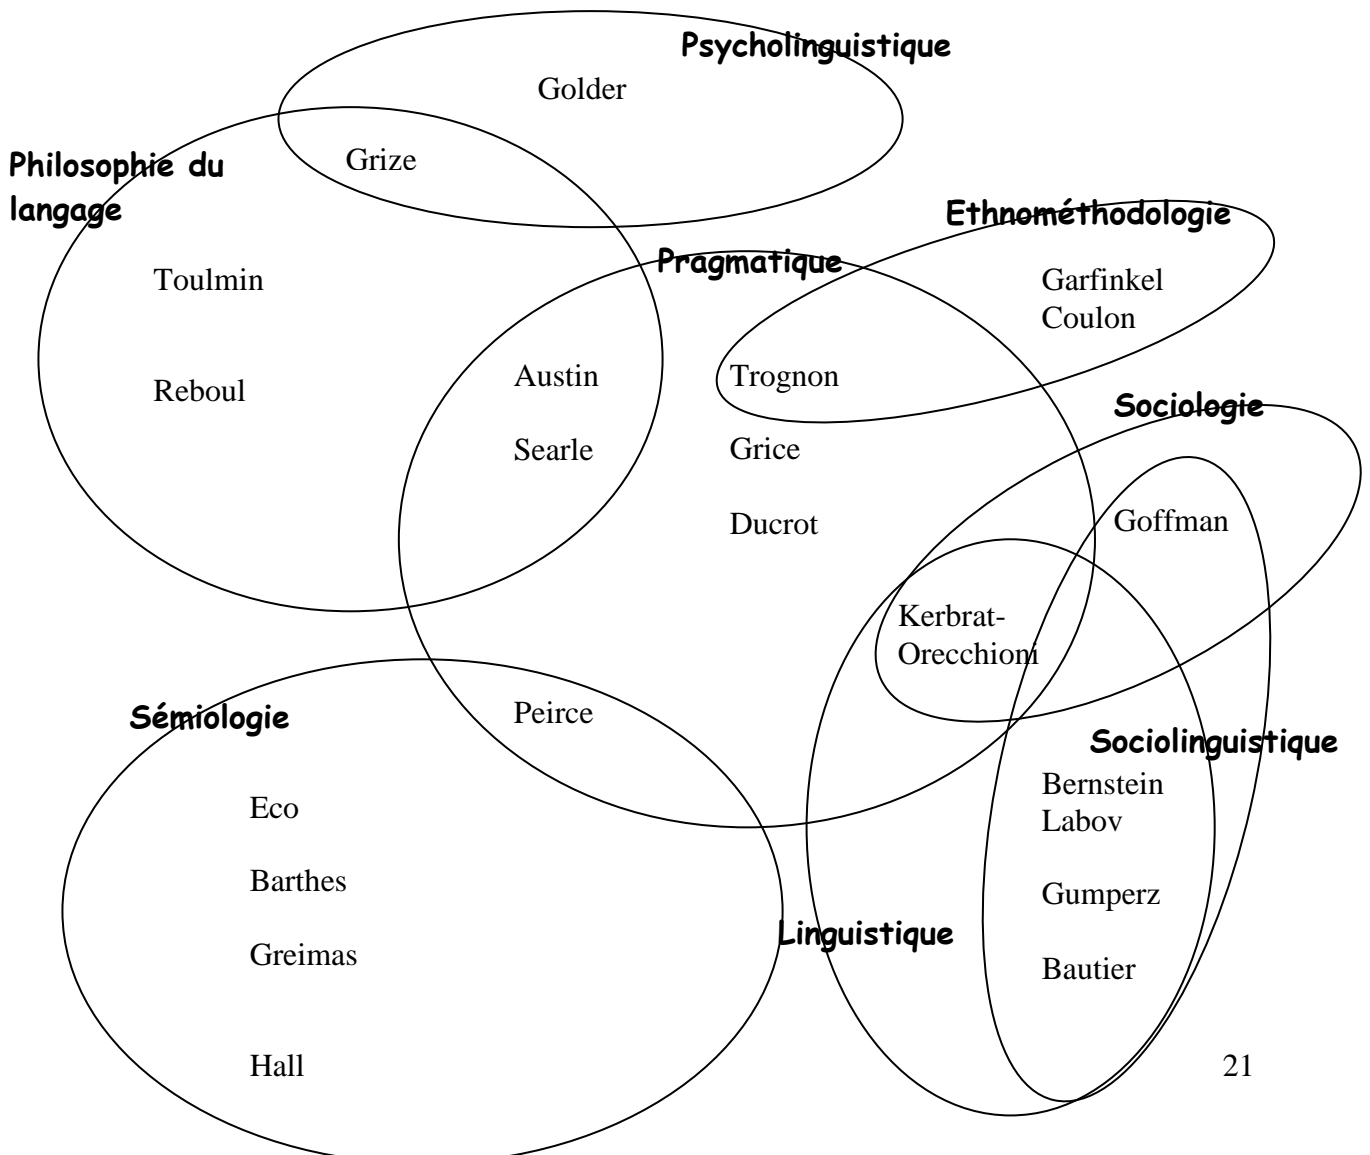 Psycholinguistique
Golder
Philosophie du
langage
Grize
Ethnométhodologie
Pragmatique
Toulmin
Garfinkel
Coulon
Reboul
Austin
Trognon
Sociologie
Searle
Grice
Ducrot
Goffman
Kerbrat-
Orecchioni
Sémiologie
Peirce
Sociolinguistique
Eco
Bernstein
Labov
Barthes
Gumperz
Linguistique
Greimas
Bautier
Hall
21